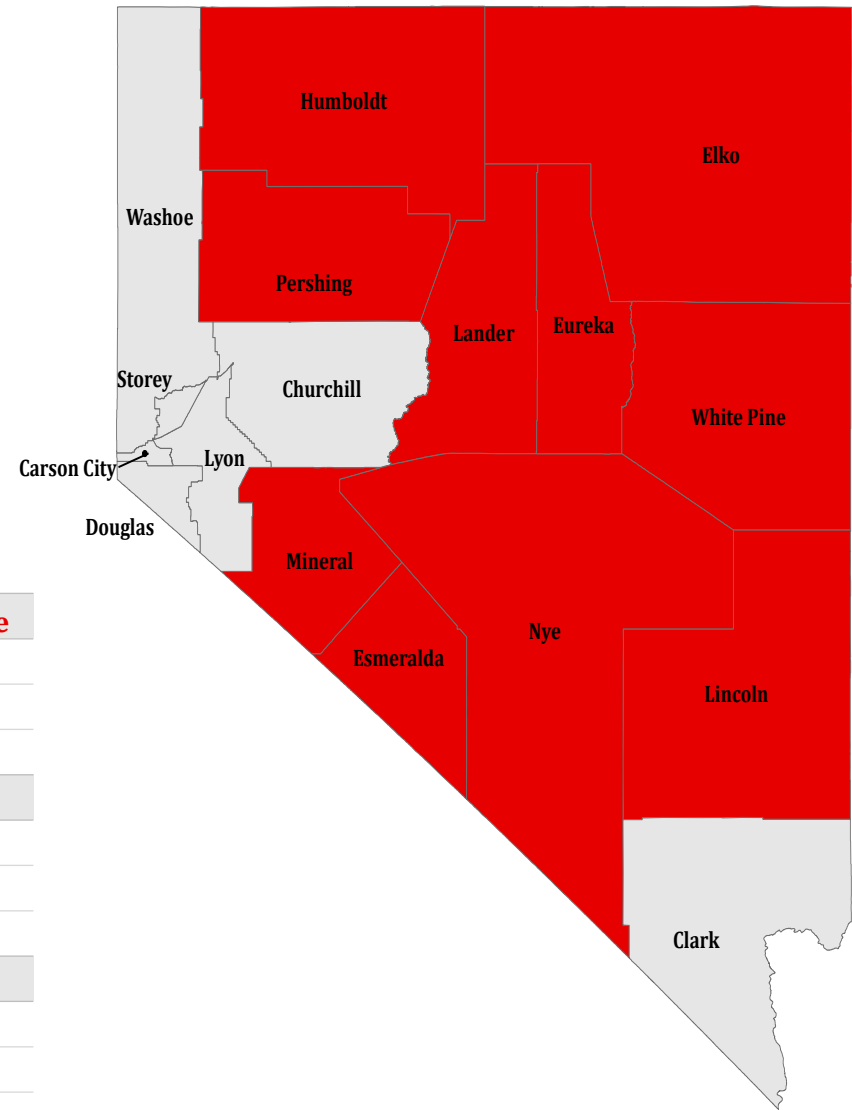 Humboldt
Elko
Washoe
Pershing
Lander
Eureka
Storey
Churchill
White Pine
Lyon
Carson City
Douglas
Mineral
e
Nye
Esmeralda
Lincoln
Clark